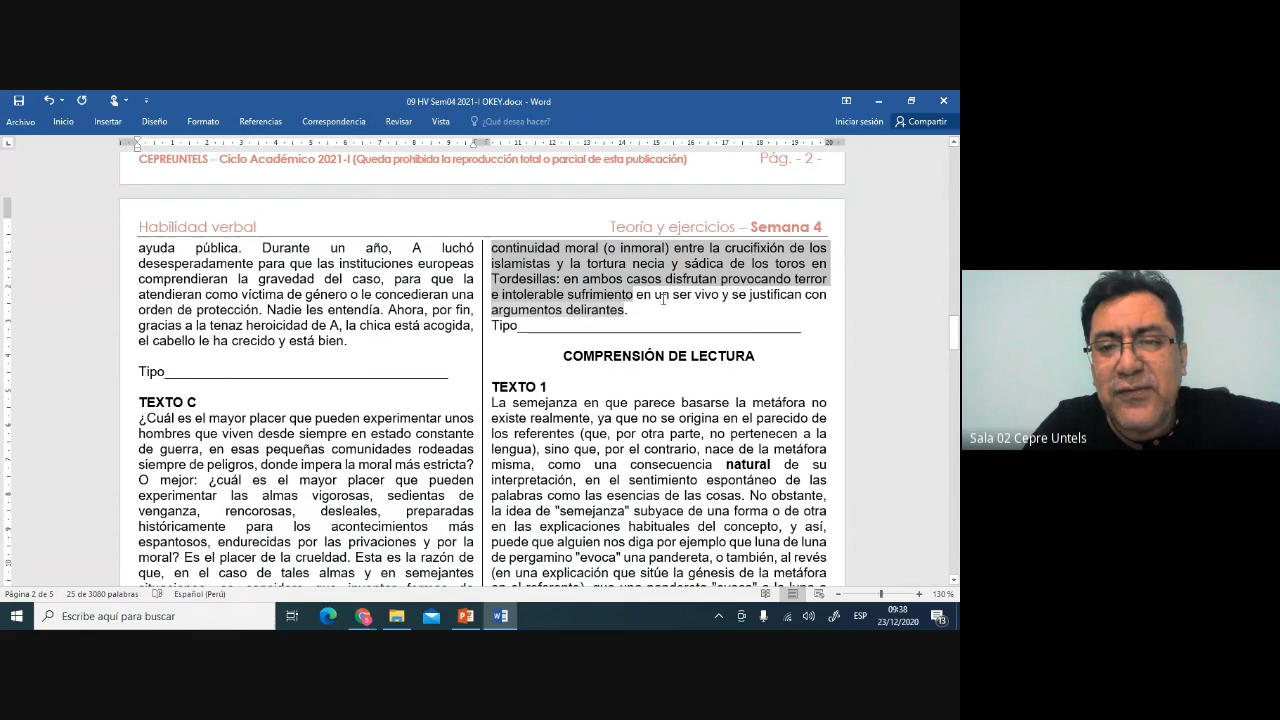 09 HV Sem04 2021-I OKEY.docx - Word
Archivo Inicio Insertar Diseño Formato Referencias Correspondencia Revisar Vista ¿Qué desea hacer? Iniciar sesión Compartir
CEPREUNTELS – Ciclo Académico 2021-I (Queda prohibida la reproducción total o parcial de esta publicación) Pág. - 2 -
Habilidad verbal Teoría y ejercicios – Semana 4
ayuda pública. Durante un año, A luchó
desesperadamente para que las instituciones europeas
comprendieran la gravedad del caso, para que la
atendieran como víctima de género o le concedieran una
orden de protección. Nadie les entendía. Ahora, por fin,
gracias a la tenaz heroicidad de A, la chica está acogida,
el cabello le ha crecido y está bien.
Tipo
TEXTO C
¿Cuál es el mayor placer que pueden experimentar unos
hombres que viven desde siempre en estado constante
de guerra, en esas pequeñas comunidades rodeadas
siempre de peligros, donde impera la moral más estricta?
O mejor: ¿cuál es el mayor placer que pueden
experimentar las almas vigorosas, sedientas de
venganza, rencorosas, desleales, preparadas
históricamente para los acontecimientos más
espantosos, endurecidas por las privaciones y por la
moral? Es el placer de la crueldad. Esta es la razón de
que, en el caso de tales almas y en semejantes
continuidad moral (o inmoral) entre la crucifixión de los
islamistas y la tortura necia y sádica de los toros en
Tordesillas: en ambos casos disfrutan provocando terror
e intolerable sufrimiento en un ser vivo y se justifican con
argumentos delirantes.
Tipo
COMPRENSIÓN DE LECTURA
TEXTO 1
La semejanza en que parece basarse la metáfora no
existe realmente, ya que no se origina en el parecido de
los referentes (que, por otra parte, no pertenecen a la
lengua), sino que, por el contrario, nace de la metáfora
misma, como una consecuencia natural de su
interpretación, en el sentimiento espontáneo de las
palabras como las esencias de las cosas. No obstante,
la idea de "semejanza" subyace de una forma o de otra
en las explicaciones habituales del concepto, y así,
puede que alguien nos diga por ejemplo que luna de luna
de pergamino "evoca" una pandereta, o también, al revés
(en una explicación que sitúe la génesis de la metáfora
Página 2 de 5 25 de 3080 palabras Español (Perú) 130 %
Escribe aquí para buscar
ESP
09:38
23/12/2020
13
Sala 02 Cepre Untels